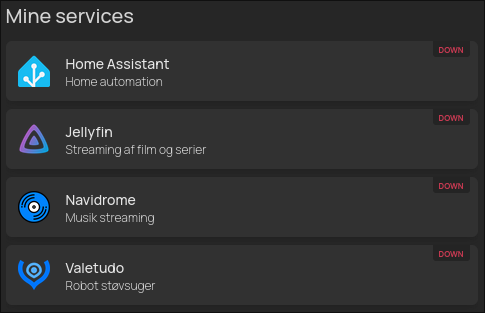 Mine services
DOWN
Home Assistant
Home automation
DOWN
Jellyfin
Streaming af film og serier
DOWN
Navidrome
Musik streaming
DOWN
Valetudo
Robot støvsuger